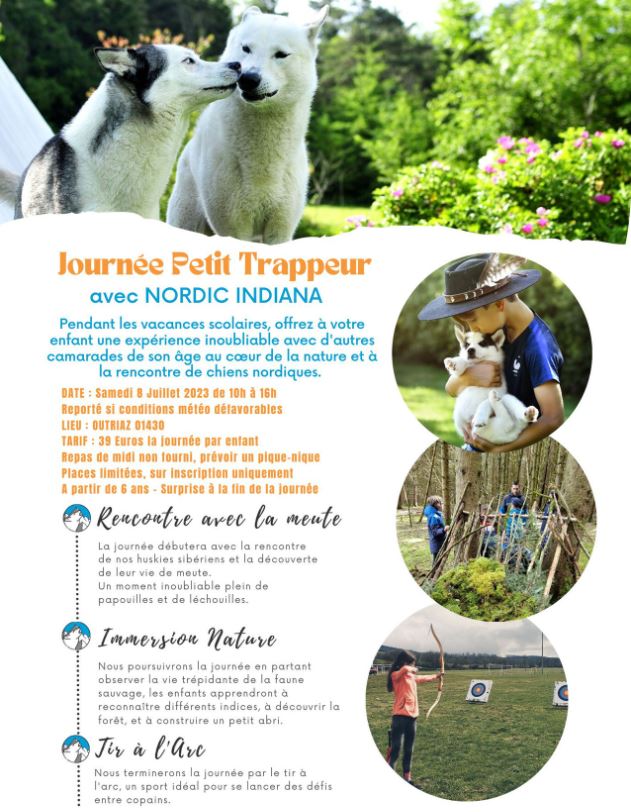 Journée Petit Trappeur
avec NORDIC INDIANA
Pendant les vacances scolaires, offrez à votre
enfant une expérience inoubliable avec d'autres
camarades de son âge au cœur de la nature et à
la rencontre de chiens nordiques.
DATE : Samedi 8 Juillet 2023 de 10h à 16h
Reporté si conditions météo défavorables
LIEU : OUTRIAZ 01430
TARIF : 39 Euros la journée par enfant
Repas de midi non fourni, prévoir un pique-nique
Places limitées, sur inscription uniquement
A partir de 6 ans - Surprise à la fin de la journée
Rencontre avec la meute
La journée débutera avec la rencontre
de nos huskies sibériens et la découverte
de leur vie de meute.
Un moment inoubliable plein de
papouilles et de léchouilles.
Immersion Nature
Nous poursuivrons la journée en partant
observer la vie trépidante de la faune
sauvage, les enfants apprendront à
reconnaître différents indices, à découvrir la
forêt, et à construire un petit abri.
Tir à l'Arc
Nous terminerons la journée par le tir à
l'arc, un sport idéal pour se lancer des défis
entre copains.